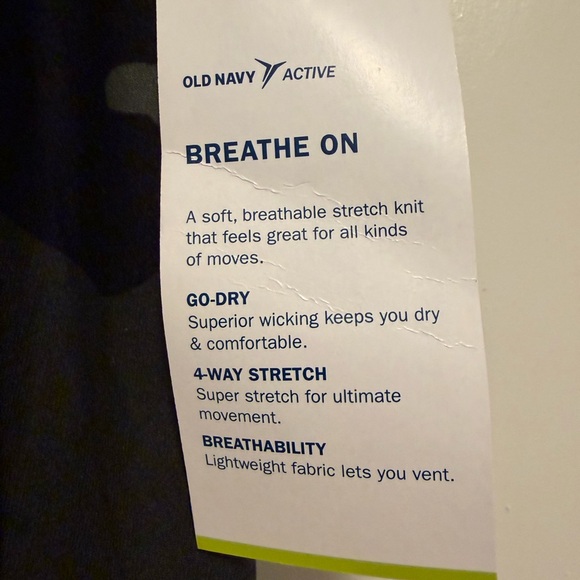 OLD NAVY ACTIVE
BREATHE ON
A soft, breathable stretch knit
that feels great for all kinds
of moves.
GO-DRY
Superior wicking keeps you dry
& comfortable.
4-WAY STRETCH
Super stretch for ultimate
movement.
BREATHABILITY
Lightweight fabric lets you vent.